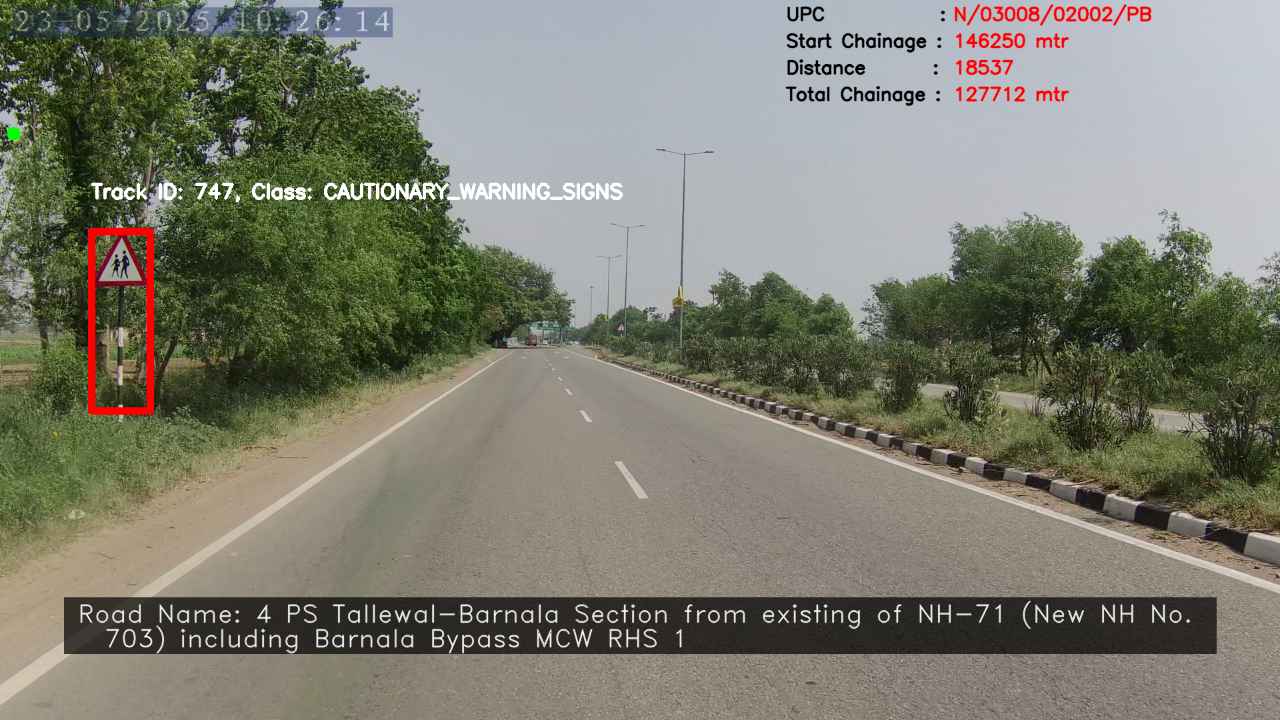 23-05-2025 10:26:14
UPC : N/03008/02002/PB
Start Chainage : 146250 mtr
Distance : 18537
Total Chainage : 127712 mtr
Track ID: 747, Class: CAUTIONARY_WARNING_SIGNS
Road Name: 4 PS Tallewal-Barnala Section from existing of NH-71 (New NH No.
703) including Barnala Bypass MCW RHS 1